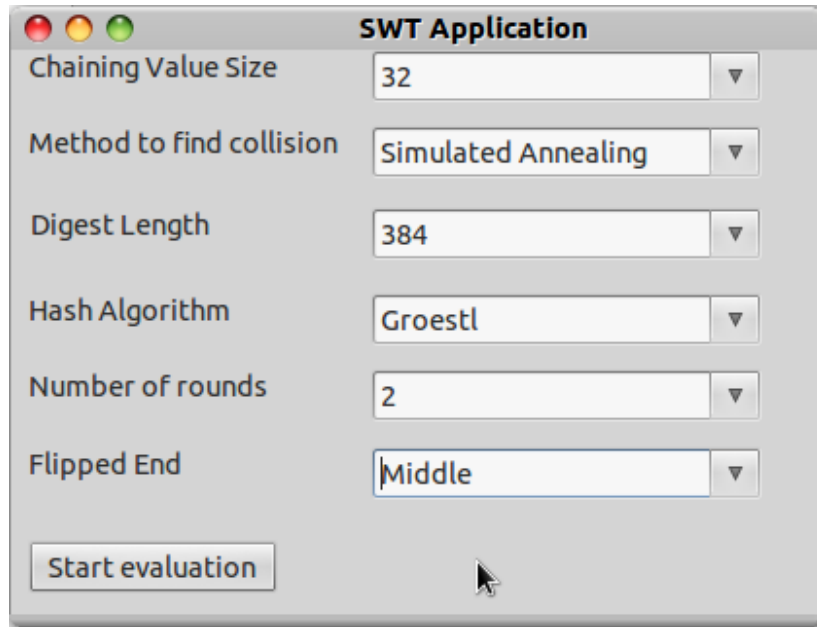 SWT Application
Chaining Value Size 32
Method to find collision Simulated Annealing
Digest Length 384
Hash Algorithm Groestl
Number of rounds 2
Flipped End Middle
Start evaluation